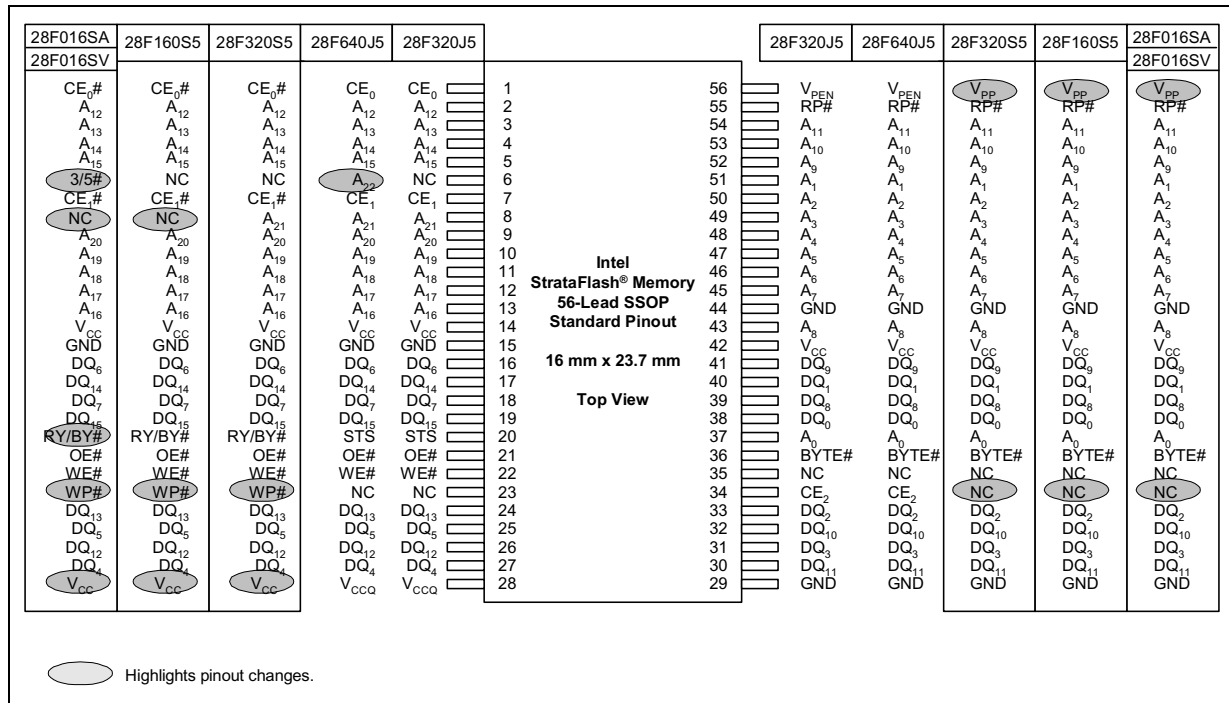 28F016SA 28F160S5 28F320S5 28F640J5 28F320J5 28F320J5 28F640J5 28F320S5 28F160S5 28F016SA
28F016SV 28F016SV
CE0# CE0# CE0# CE0 CE0 1 56 VPEN VPEN VPP VPP VPP
A12 A12 A12 A12 A12 2 55 RP# RP# RP# RP# RP#
A13 A13 A13 A13 A13 3 54 A11 A11 A11 A11 A11
A14 A14 A14 A14 A14 4 53 A10 A10 A10 A10 A10
A15 A15 A15 A15 A15 5 52 A9 A9 A9 A9 A9
3/5# NC NC A22 NC 6 51 A1 A1 A1 A1 A1
CE1# CE1# CE1# CE1 CE1 7 50 A2 A2 A2 A2 A2
NC NC A21 A21 A21 8 49 A3 A3 A3 A3 A3
A20 A20 A20 A20 A20 9 48 A4 A4 A4 A4 A4
A19 A19 A19 A19 A19 10 47 A5 A5 A5 A5 A5
A18 A18 A18 A18 A18 11 46 A6 A6 A6 A6 A6
A17 A17 A17 A17 A17 12 45 A7 A7 A7 A7 A7
A16 A16 A16 A16 A16 13 44 GND GND GND GND GND
VCC VCC VCC VCC VCC 14 43 A8 A8 A8 A8 A8
GND GND GND GND GND 15 42 VCC VCC VCC VCC VCC
DQ6 DQ6 DQ6 DQ6 DQ6 16 41 DQ9 DQ9 DQ9 DQ9 DQ9
DQ14 DQ14 DQ14 DQ14 DQ14 17 40 DQ1 DQ1 DQ1 DQ1 DQ1
DQ7 DQ7 DQ7 DQ7 DQ7 18 39 DQ8 DQ8 DQ8 DQ8 DQ8
DQ15 DQ15 DQ15 DQ15 DQ15 19 38 DQ0 DQ0 DQ0 DQ0 DQ0
RY/BY# RY/BY# RY/BY# STS STS 20 37 A0 A0 A0 A0 A0
OE# OE# OE# OE# OE# 21 36 BYTE# BYTE# BYTE# BYTE# BYTE#
WE# WE# WE# WE# WE# 22 35 NC NC NC NC NC
WP# WP# WP# NC NC 23 34 CE2 CE2 NC NC NC
DQ13 DQ13 DQ13 DQ13 DQ13 24 33 DQ2 DQ2 DQ2 DQ2 DQ2
DQ5 DQ5 DQ5 DQ5 DQ5 25 32 DQ10 DQ10 DQ10 DQ10 DQ10
DQ12 DQ12 DQ12 DQ12 DQ12 26 31 DQ3 DQ3 DQ3 DQ3 DQ3
DQ4 DQ4 DQ4 DQ4 DQ4 27 30 DQ11 DQ11 DQ11 DQ11 DQ11
VCC VCC VCC VCCQ VCCQ 28 29 GND GND GND GND GND
Intel
StrataFlash® Memory
56-Lead SSOP
Standard Pinout
16 mm x 23.7 mm
Top View
Highlights pinout changes.